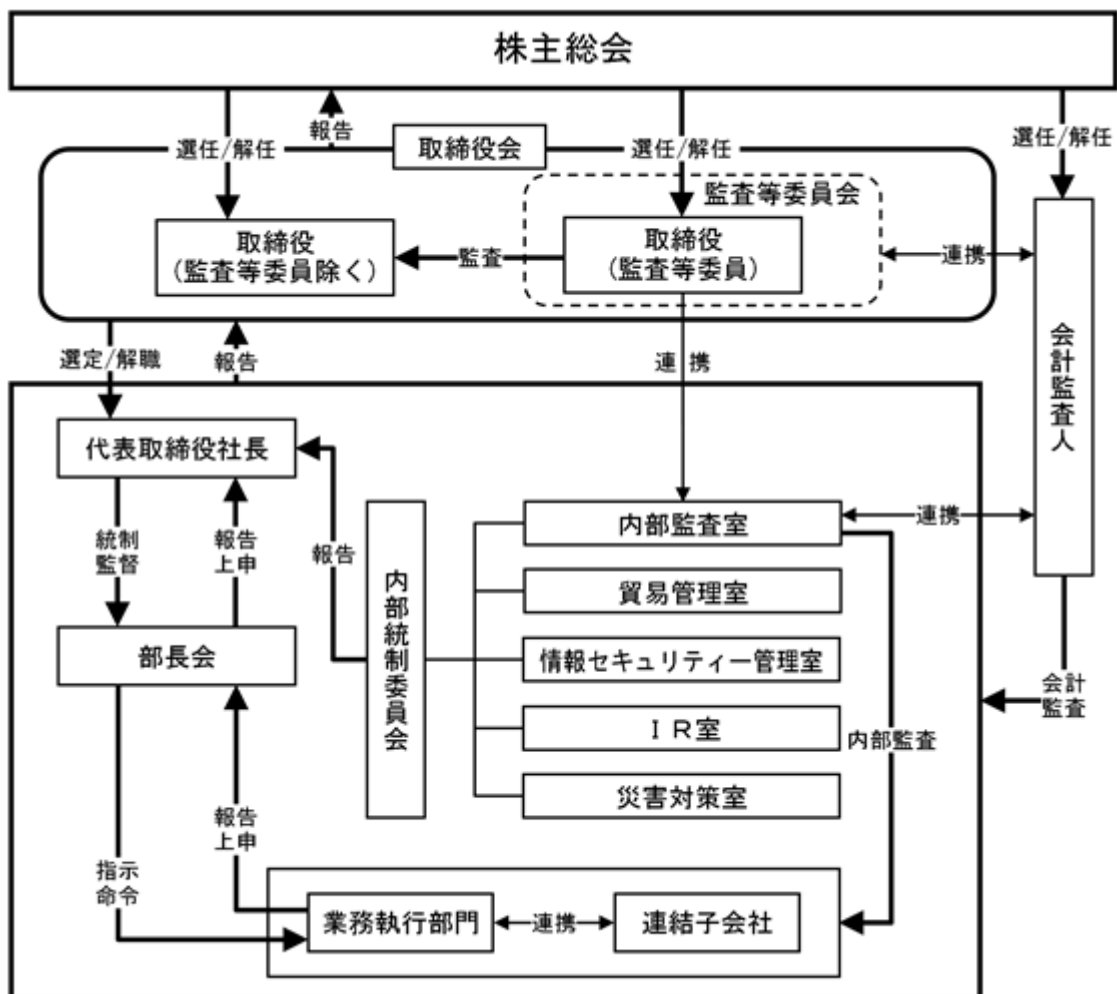 株主総会
選任/解任
報告
選任/解任
選任/解任
取締役会
監査等委員会
取締役
(監査等委員除く)
監査
取締役
(監査等委員)
連携
会計監査人
選定/解職
報告
連携
代表取締役社長
統制
監督
報告
上申
報告
内部統制委員会
内部監査室
連携
貿易管理室
部長会
情報セキュリティー管理室
会計
監査
IR室
内部監査
災害対策室
報告
上申
指示
命令
業務執行部門
連携
連結子会社